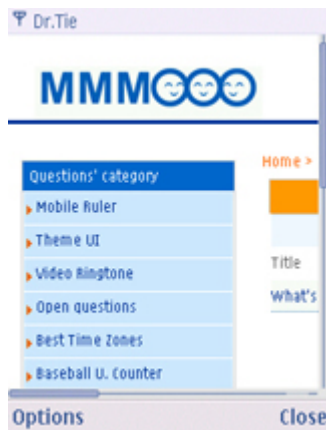 Dr.Tie
MMMOOO
Home >
Questions' category
Mobile Ruler
Theme UI
Video Ringtone
Open questions
Best Time Zones
Baseball U. Counter
Title
What's
Options
Close